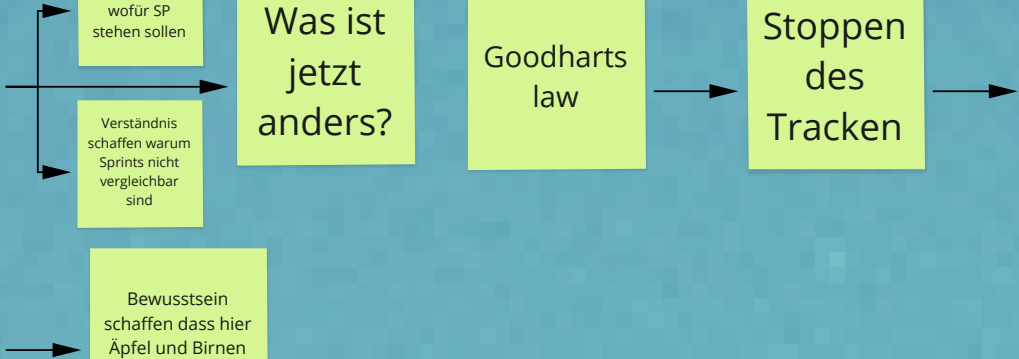 wofür SP
stehen sollen
Was ist
jetzt
anders?
Goodharts
law
Stoppen
des
Tracken
Verständnis
schaffen warum
Sprints nicht
vergleichbar
sind
Bewusstsein
schaffen dass hier
Äpfel und Birnen